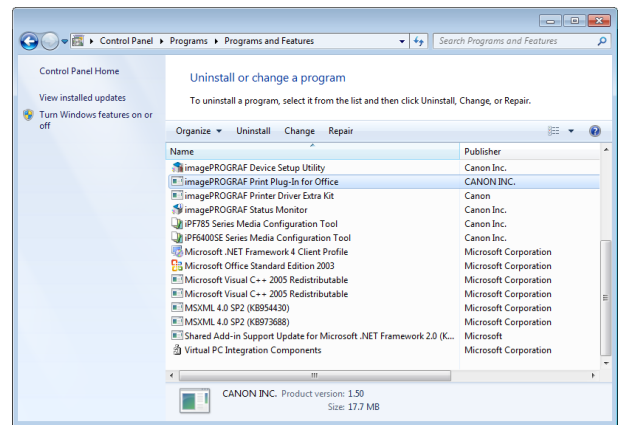 Control Panel Programs Programs and Features Search Programs and Features
Control Panel Home
View installed updates
Turn Windows features on or off
Uninstall or change a program
To uninstall a program, select it from the list and then click Uninstall, Change, or Repair.
Organize Uninstall Change Repair
Name Publisher
imagePROGRAF Device Setup Utility Canon Inc.
imagePROGRAF Print Plug-In for Office CANON INC.
imagePROGRAF Printer Driver Extra Kit Canon
imagePROGRAF Status Monitor Canon Inc.
iPF785 Series Media Configuration Tool Canon Inc.
iPF6400SE Series Media Configuration Tool Canon Inc.
Microsoft .NET Framework 4 Client Profile Microsoft Corporation
Microsoft Office Standard Edition 2003 Microsoft Corporation
Microsoft Visual C++ 2005 Redistributable Microsoft Corporation
Microsoft Visual C++ 2005 Redistributable Microsoft Corporation
MSXML 4.0 SP2 (KB954430) Microsoft Corporation
MSXML 4.0 SP2 (KB973688) Microsoft Corporation
Shared Add-in Support Update for Microsoft .NET Framework 2.0 (K... Microsoft
Virtual PC Integration Components Microsoft Corporation
CANON INC. Product version: 1.50
Size: 17.7 MB